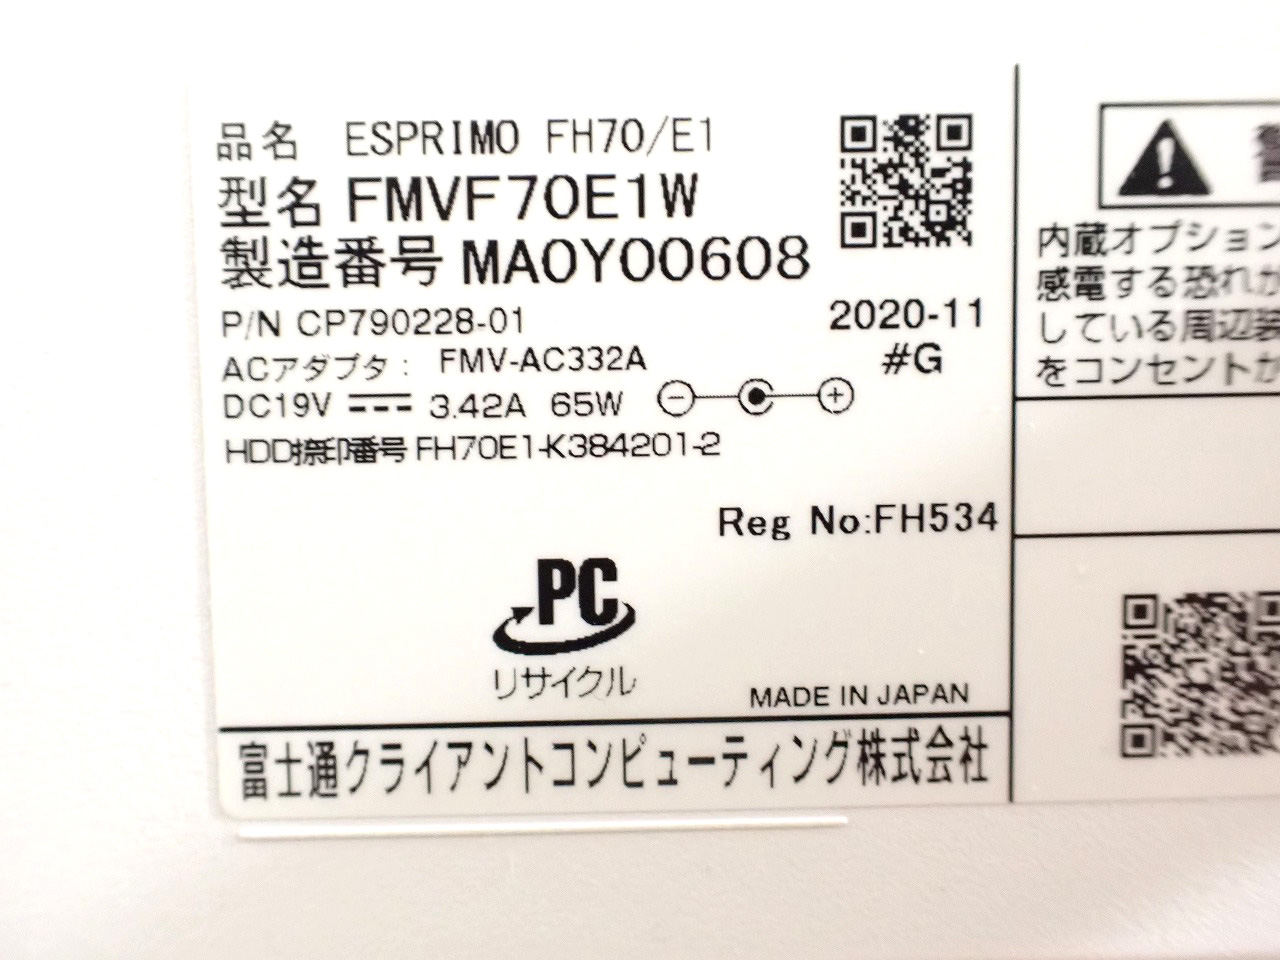 品名 ESPRIMO FH70/E1
型名 FMVF70E1W
製造番号 MA0Y00608
P/N CP790228-01
2020-11
ACアダプタ: FMV-AC332A
#G
DC19V 3.42A 65W
HDD捺印番号 FH70E1-K384201-2
Reg No:FH534
PC
リサイクル
MADE IN JAPAN
富士通クライアントコンピューティング株式会社
内蔵オプション
感電する恐れが
している周辺装
をコンセントか